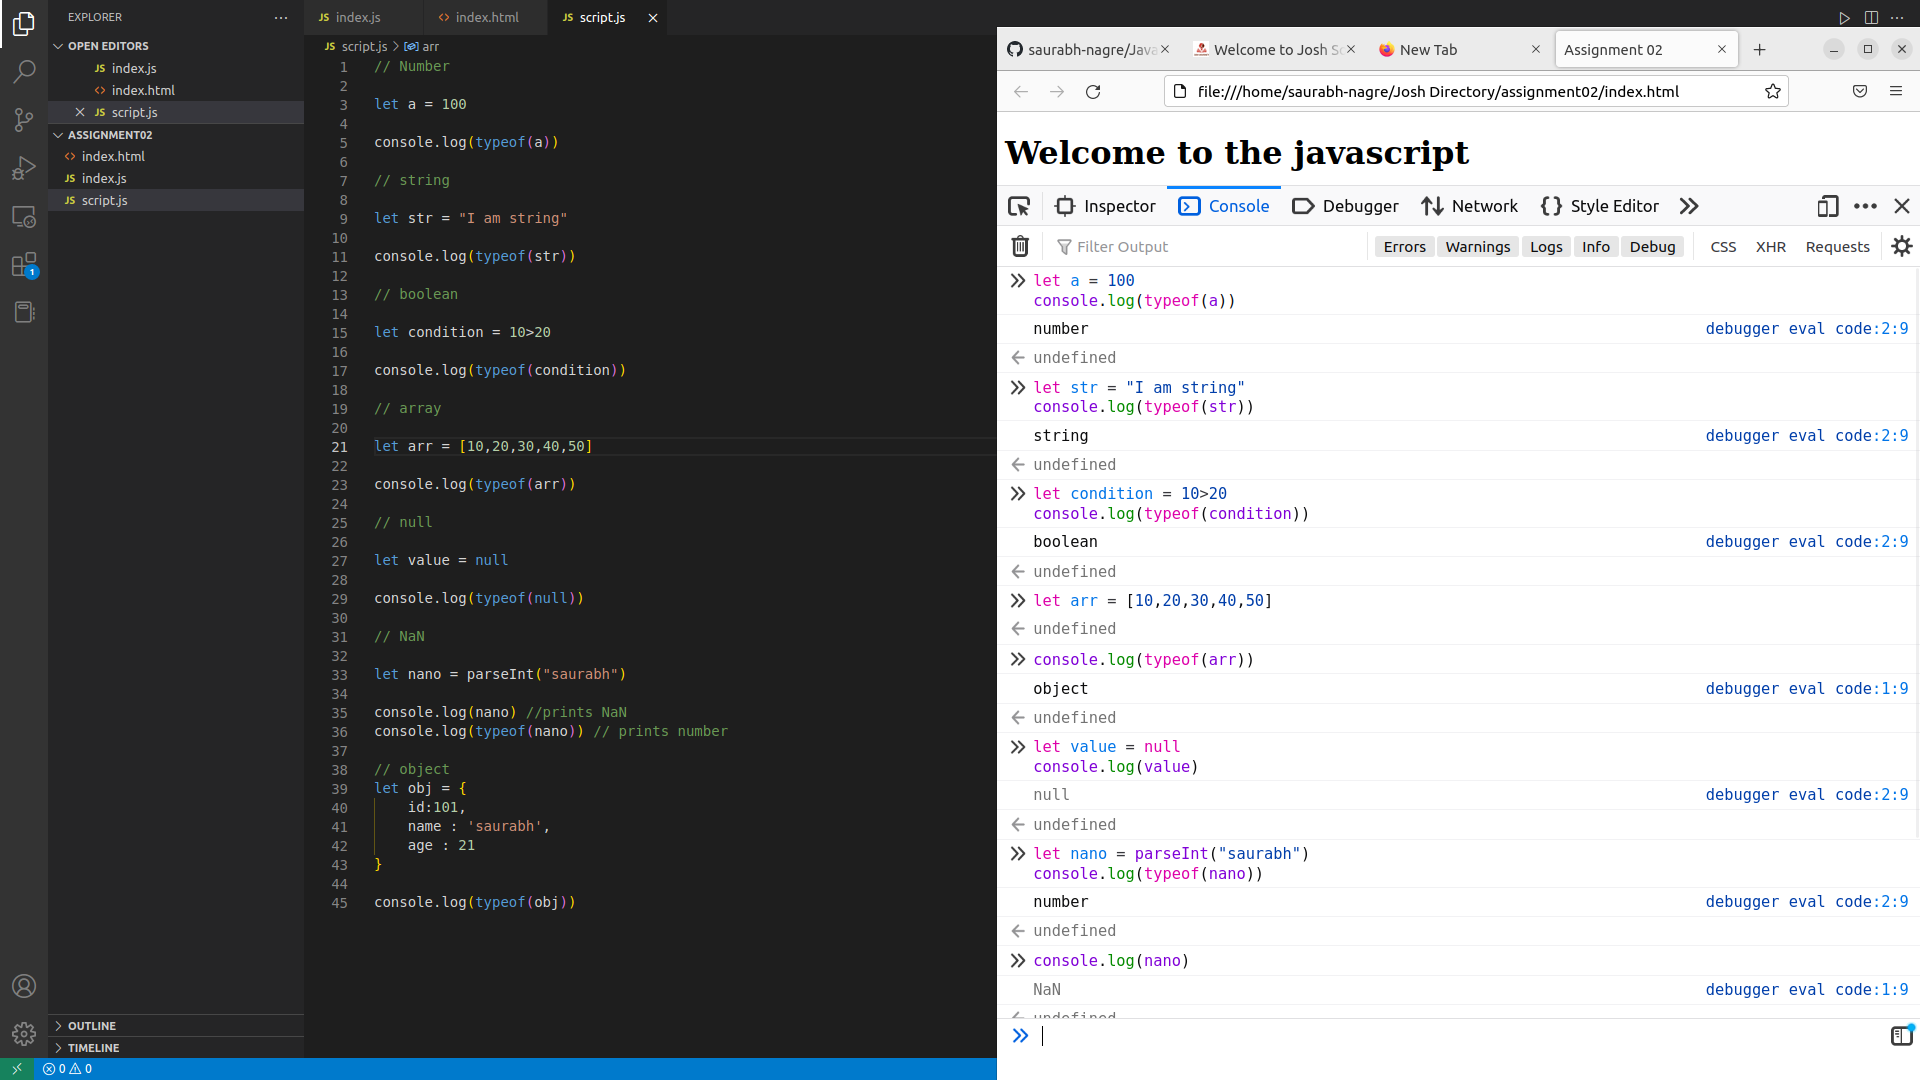 EXPLORER
OPEN EDITORS
JS index.js
<> index.html
JS script.js
ASSIGNMENT02
<> index.html
JS index.js
JS script.js
OUTLINE
TIMELINE
1
0 0
JS index.js
<> index.html
JS script.js
JS script.js > arr
1 // Number
2
3 let a = 100
4
5 console.log(typeof(a))
6
7 // string
8
9 let str = "I am string"
10
11 console.log(typeof(str))
12
13 // boolean
14
15 let condition = 10>20
16
17 console.log(typeof(condition))
18
19 // array
20
21 let arr = [10,20,30,40,50]
22
23 console.log(typeof(arr))
24
25 // null
26
27 let value = null
28
29 console.log(typeof(null))
30
31 // NaN
32
33 let nano = parseInt("saurabh")
34
35 console.log(nano) //prints NaN
36 console.log(typeof(nano)) // prints number
37
38 // object
39 let obj = {
40 id:101,
41 name : 'saurabh',
42 age : 21
43 }
44
45 console.log(typeof(obj))
saurabh-nagre/Java
Welcome to Josh So
New Tab
Assignment 02
file:///home/saurabh-nagre/Josh Directory/assignment02/index.html
Welcome to the javascript
Inspector Console Debugger Network Style Editor
Filter Output Errors Warnings Logs Info Debug CSS XHR Requests
let a = 100
console.log(typeof(a))
number debugger eval code:2:9
undefined
let str = "I am string"
console.log(typeof(str))
string debugger eval code:2:9
undefined
let condition = 10>20
console.log(typeof(condition))
boolean debugger eval code:2:9
undefined
let arr = [10,20,30,40,50]
undefined
console.log(typeof(arr))
object debugger eval code:1:9
undefined
let value = null
console.log(value)
null debugger eval code:2:9
undefined
let nano = parseInt("saurabh")
console.log(typeof(nano))
number debugger eval code:2:9
undefined
console.log(nano)
NaN debugger eval code:1:9
undefined